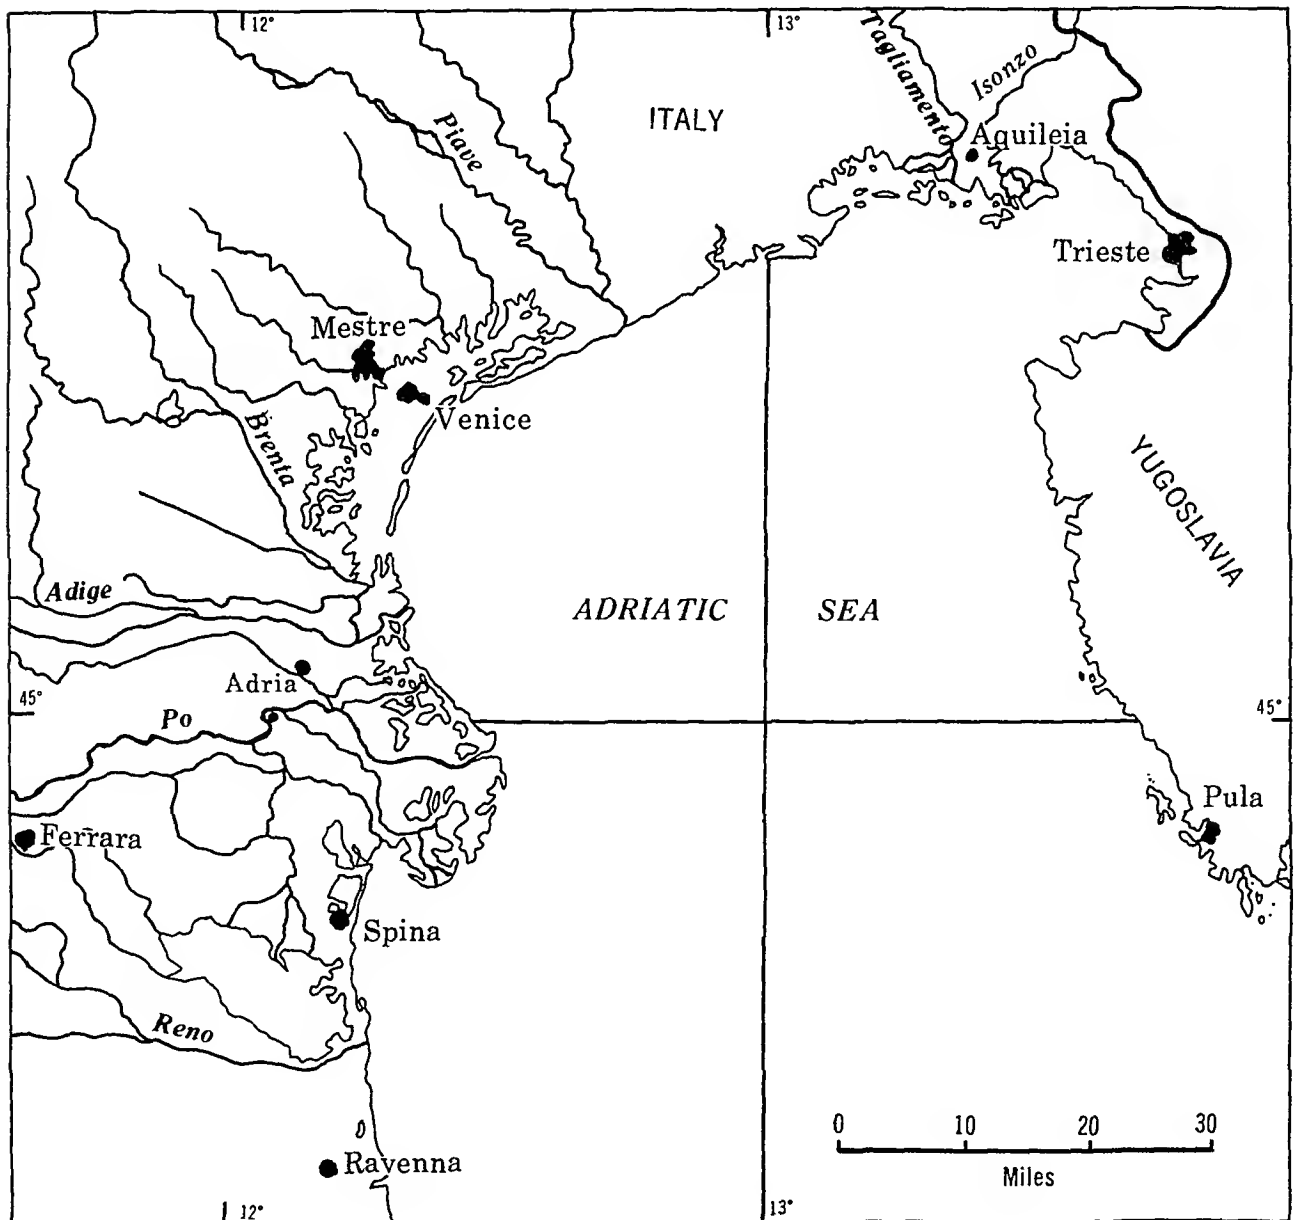 12°
13°
Tagliamento
Isonzo
ITALY
Piave
Aquileia
Trieste
Mestre
Venice
Brenta
YUGOSLAVIA
Adige
ADRIATIC SEA
Adria
45°
Po
45°
Pula
Ferrara
Spina
Reno
0 10 20 30
Miles
Ravenna
12°
13°